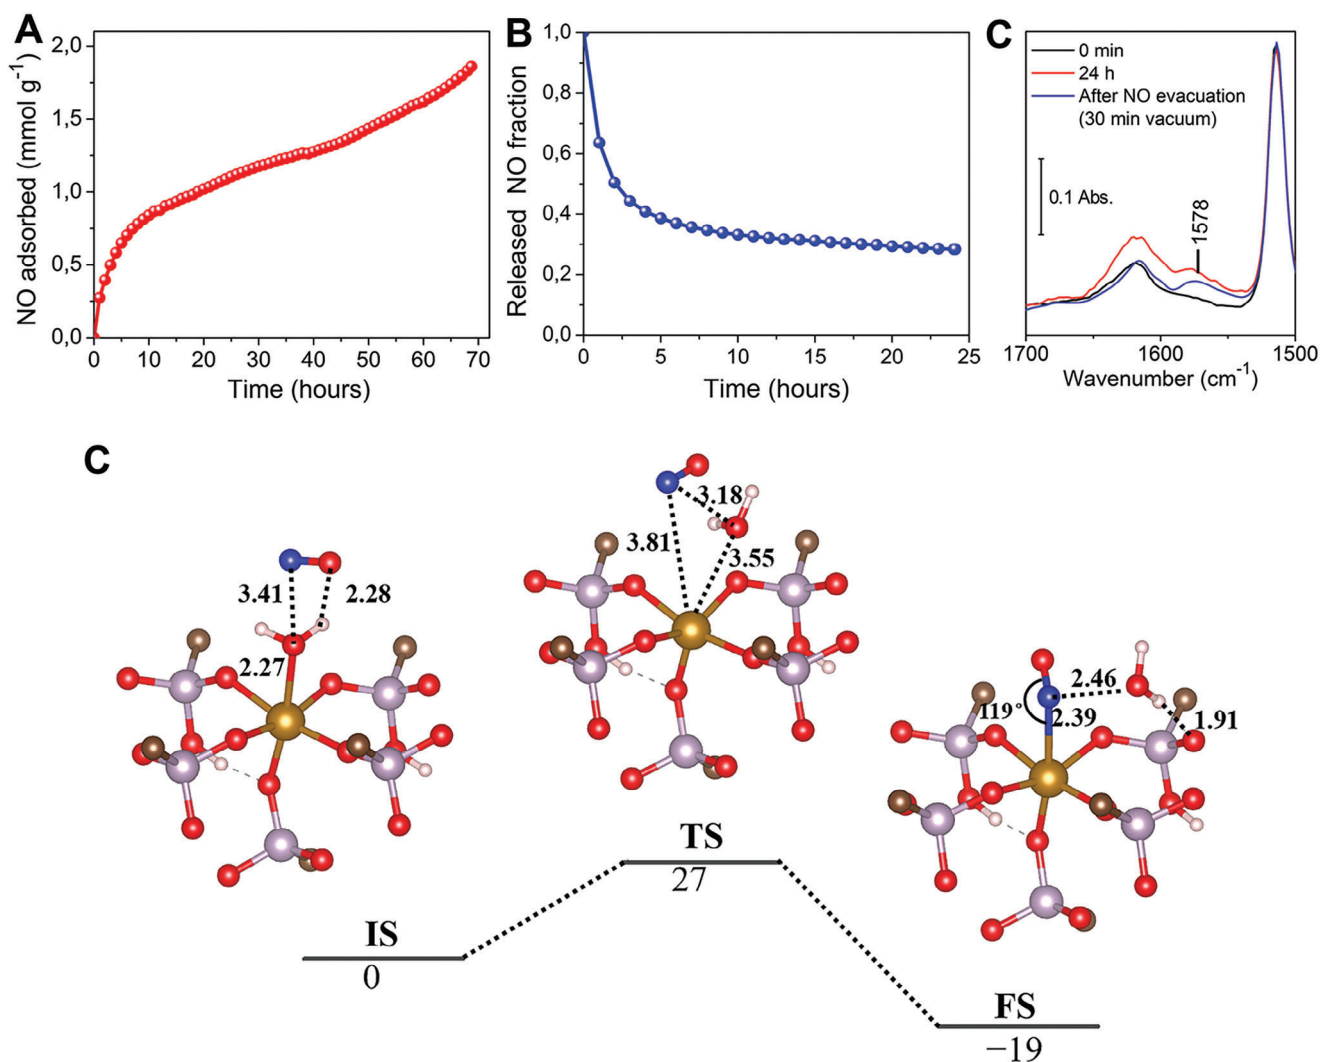 A
NO adsorbed (mmol g⁻¹)
2,0
1,5
1,0
0,5
0,0
0 10 20 30 40 50 60 70
Time (hours)
B
Released NO fraction
1,0
0,8
0,6
0,4
0,2
0,0
0 5 10 15 20 25
Time (hours)
C
0 min
24 h
After NO evacuation
(30 min vacuum)
0.1 Abs.
1578
1700 1600 1500
Wavenumber (cm⁻¹)
C
3.41
2.28
2.27
3.18
3.81
3.55
2.46
119°
2.39
1.91
IS
0
TS
27
FS
−19